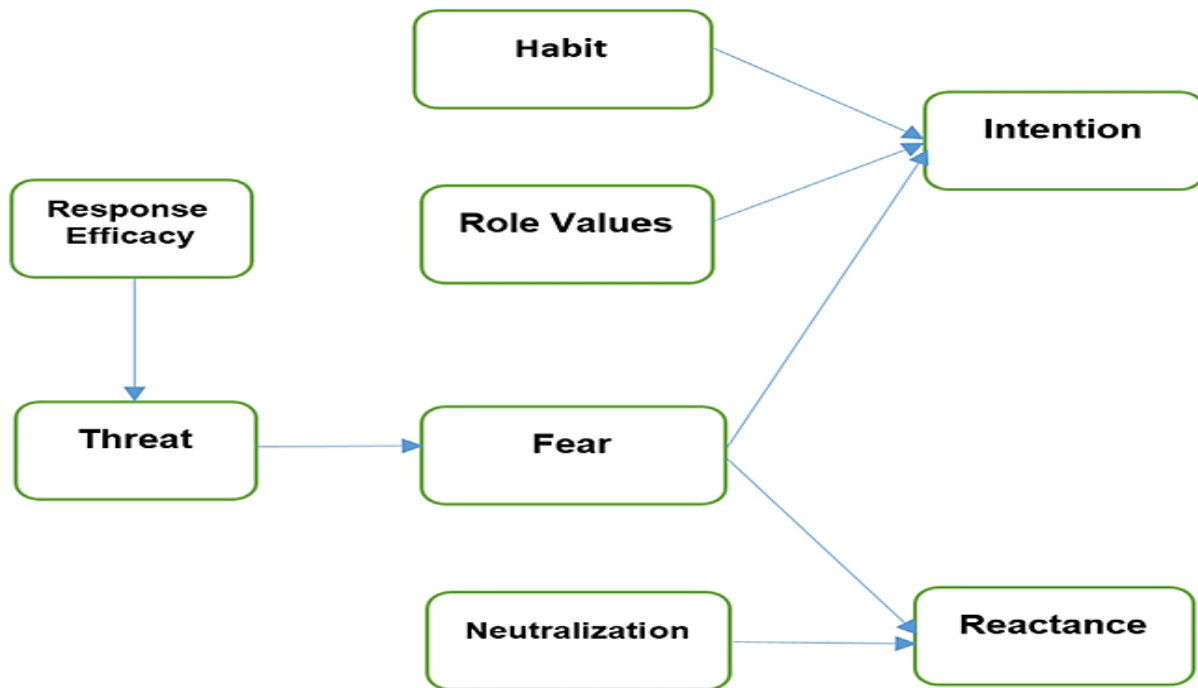 Habit
Intention
Response
Efficacy
Role Values
Threat
Fear
Neutralization
Reactance